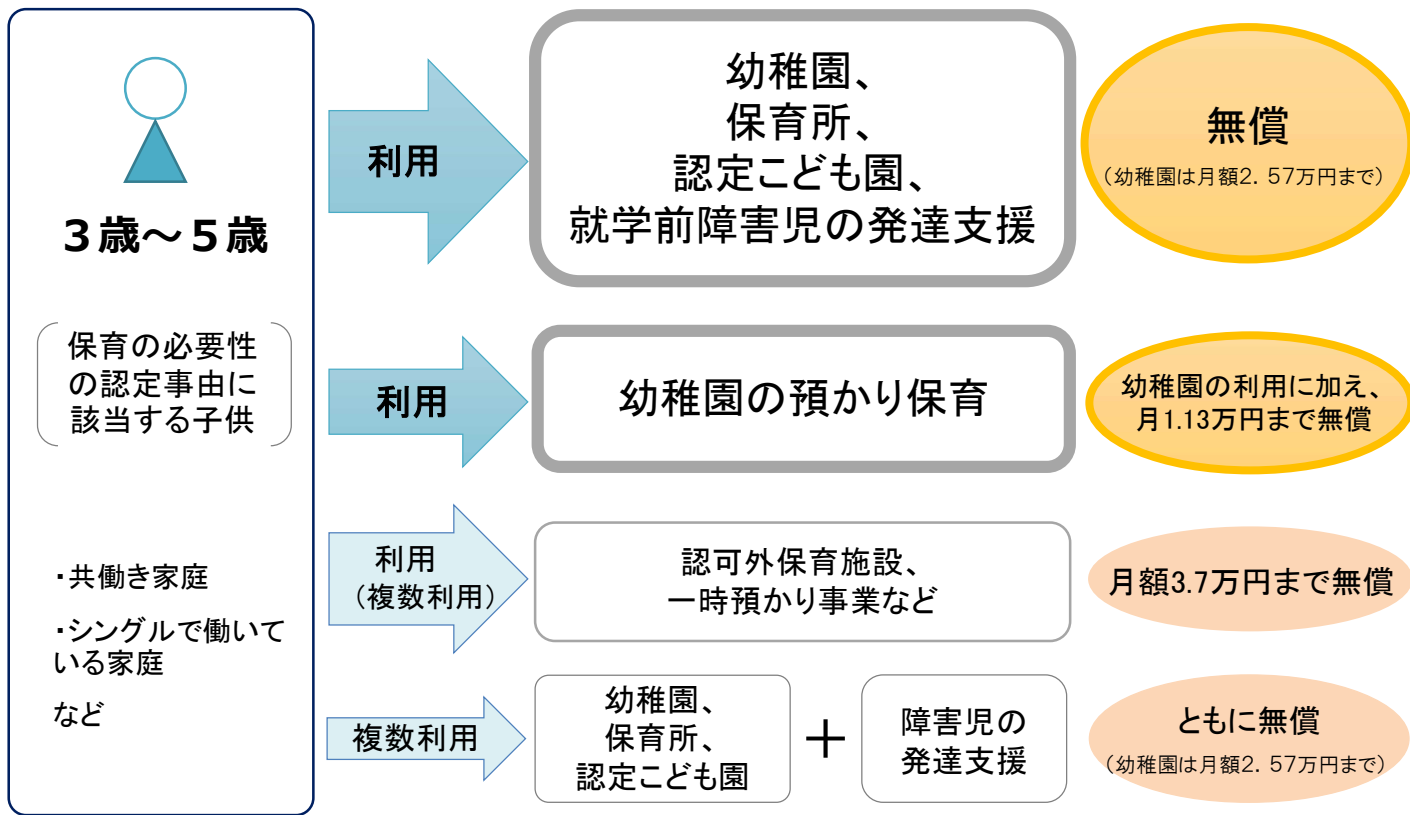 ３歳～５歳
保育の必要性
の認定事由に
該当する子供
・共働き家庭
・シングルで働いて
いる家庭
など
利用
幼稚園、
保育所、
認定こども園、
就学前障害児の発達支援
無償
（幼稚園は月額2．57万円まで）
利用
幼稚園の預かり保育
幼稚園の利用に加え、
月1.13万円まで無償
利用
（複数利用）
認可外保育施設、
一時預かり事業など
月額3.7万円まで無償
複数利用
幼稚園、
保育所、
認定こども園
＋
障害児の
発達支援
ともに無償
（幼稚園は月額2．57万円まで）